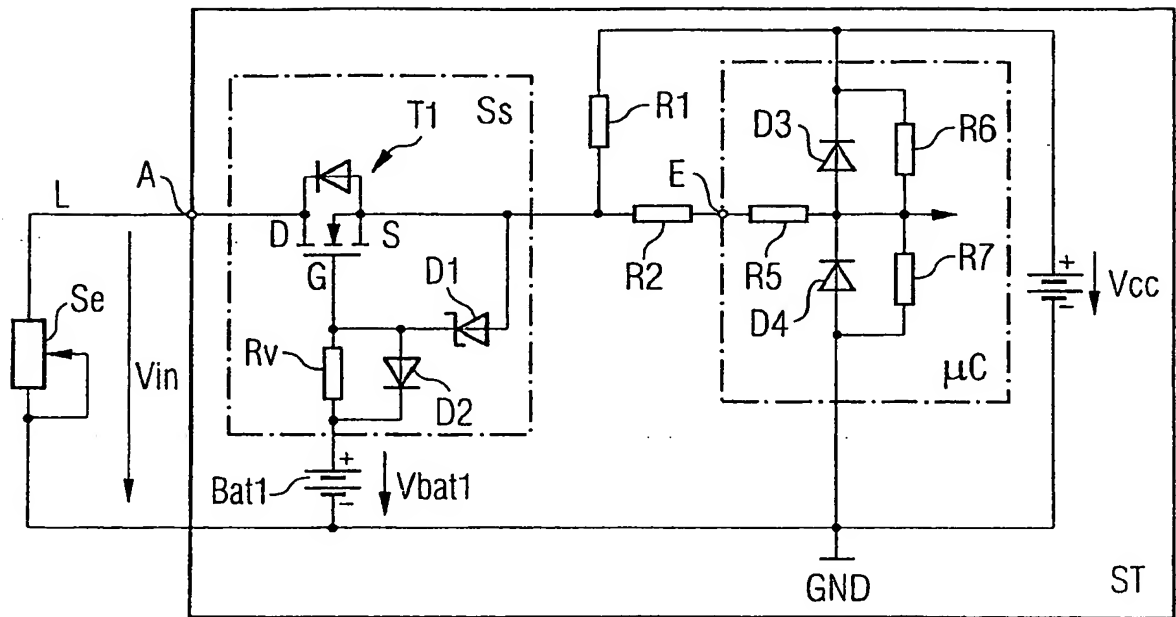 Ss
T1
R1
D3
R6
L
A
E
D
S
G
D1
R2
R5
D4
R7
+
-
Vcc
Se
Vin
Rv
D2
μC
Bat1
+
-
Vbat1
GND
ST